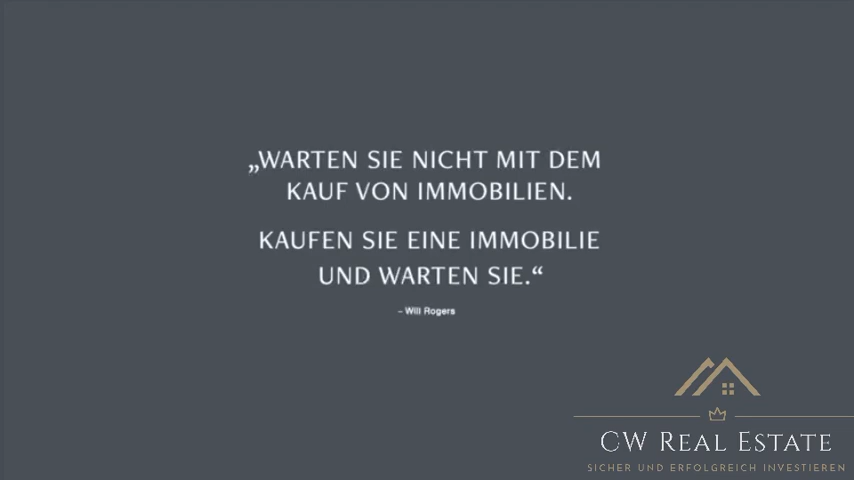 „WARTEN SIE NICHT MIT DEM
KAUF VON IMMOBILIEN.
KAUFEN SIE EINE IMMOBILIE
UND WARTEN SIE.“
– Will Rogers
CW REAL ESTATE
SICHER UND ERFOLGREICH INVESTIEREN